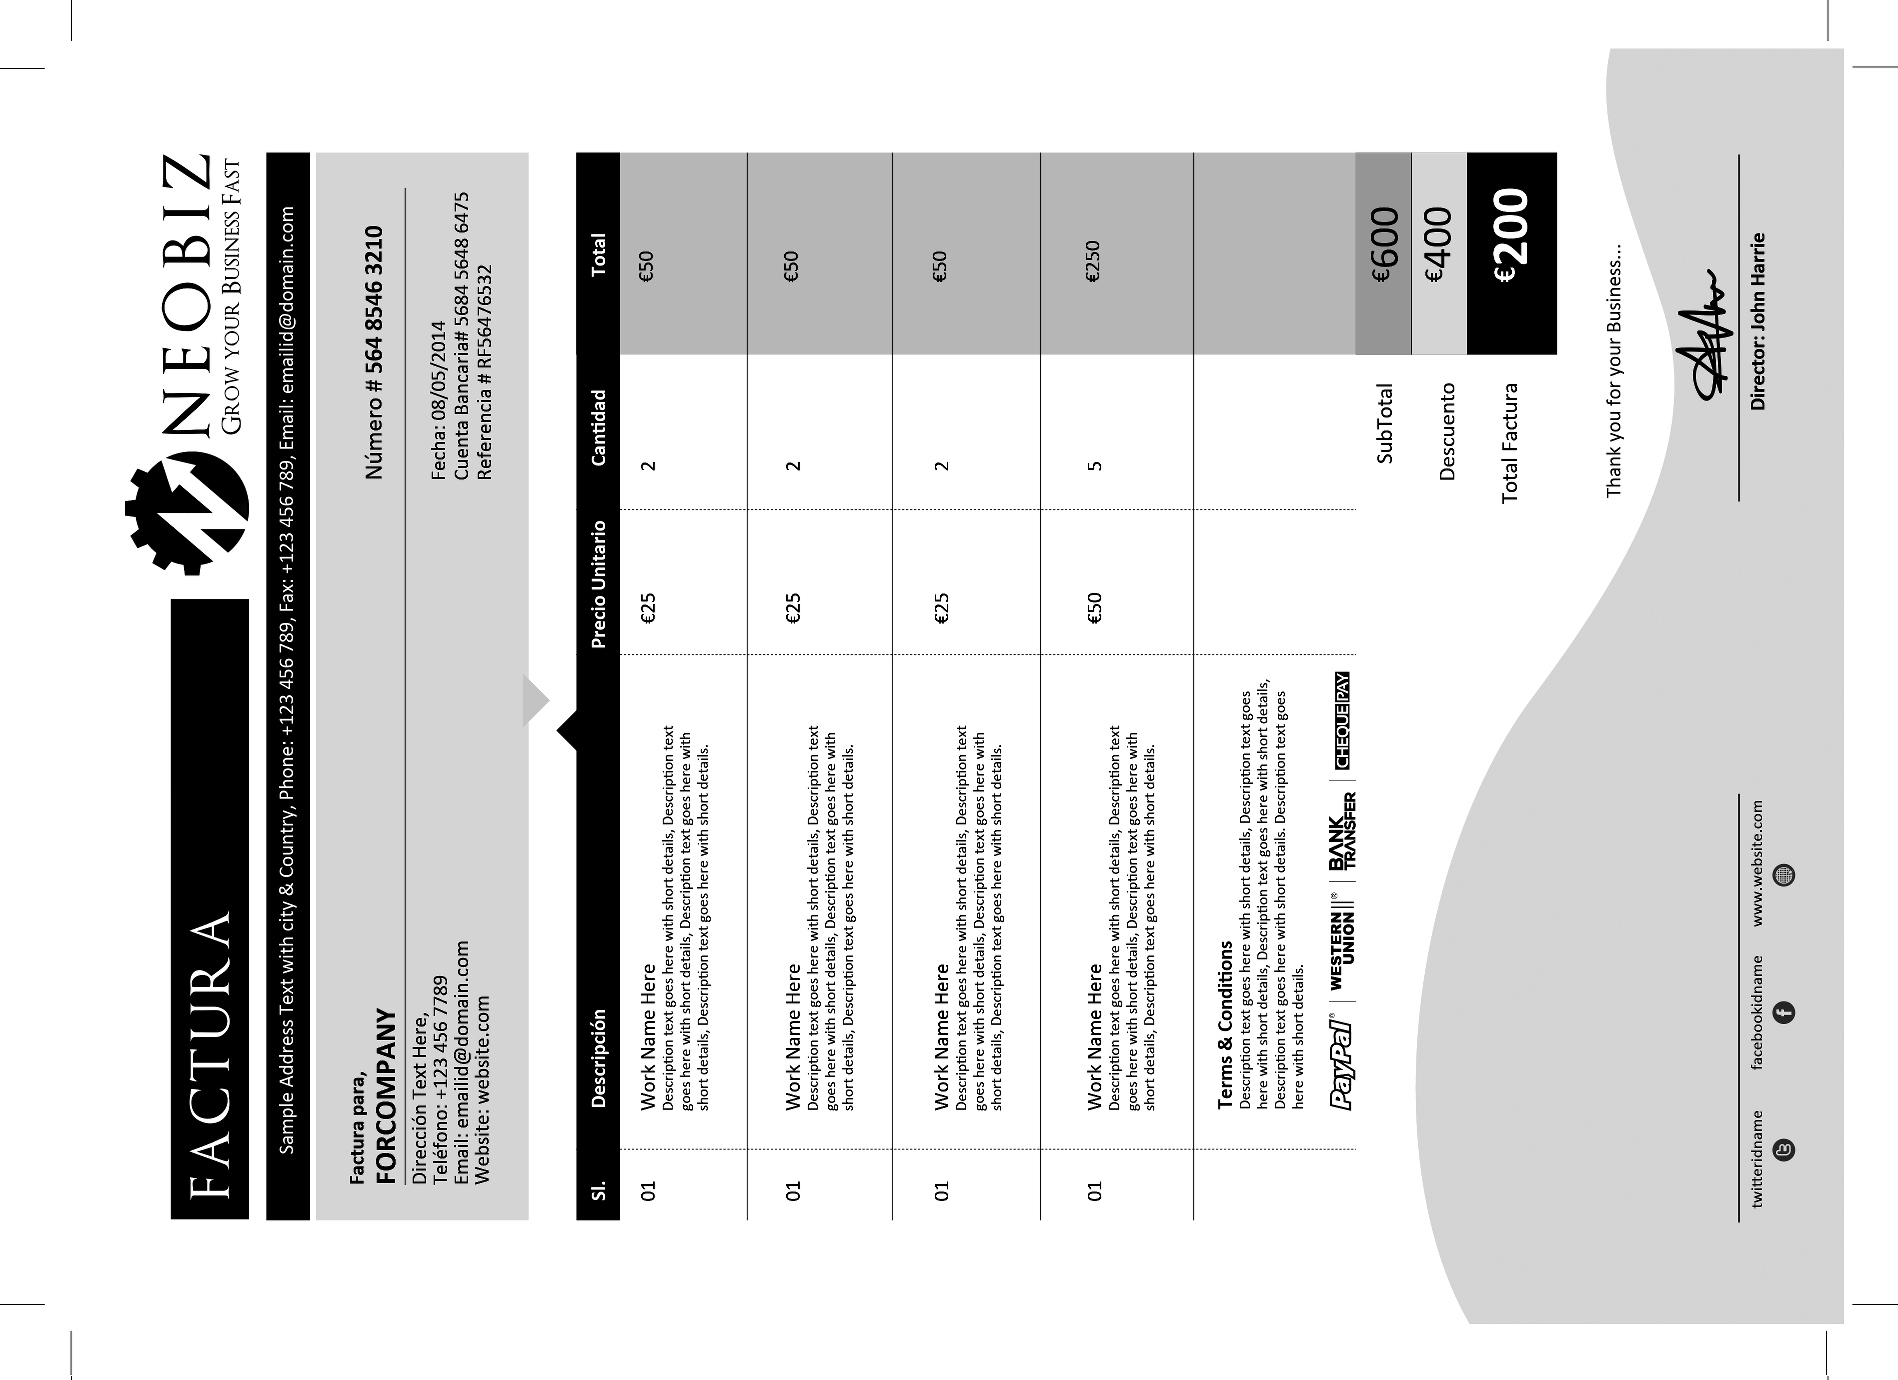 FACTURA
NEOBIZ
GROW YOUR BUSINESS FAST
Sample Address Text with city & Country, Phone: +123 456 789, Fax: +123 456 789, Email: emailid@domain.com
Factura para,
FORCOMPANY
Número # 564 8546 3210
Dirección Text Here,
Teléfono: +123 456 7789
Email: emailid@domain.com
Website: website.com
Fecha: 08/05/2014
Cuenta Bancaria# 5684 5648 6475
Referencia # RF56476532
Sl. Descripción Precio Unitario Cantidad Total
01 Work Name Here €25 2 €50
Description text goes here with short details, Description text
goes here with short details, Description text goes here with
short details, Description text goes here with short details.
01 Work Name Here €25 2 €50
Description text goes here with short details, Description text
goes here with short details, Description text goes here with
short details, Description text goes here with short details.
01 Work Name Here €25 2 €50
Description text goes here with short details, Description text
goes here with short details, Description text goes here with
short details, Description text goes here with short details.
01 Work Name Here €50 5 €250
Description text goes here with short details, Description text
goes here with short details, Description text goes here with
short details, Description text goes here with short details.
Terms & Conditions
Description text goes here with short details, Description text goes
here with short details, Description text goes here with short details,
Description text goes here with short details. Description text goes
here with short details.
PayPal® | WESTERN UNION® | BANK TRANSFER | CHEQUE PAY
SubTotal €600
Descuento €400
Total Factura €200
Thank you for your Business...
Director: John Harrie
twitteridname facebookidname www.website.com